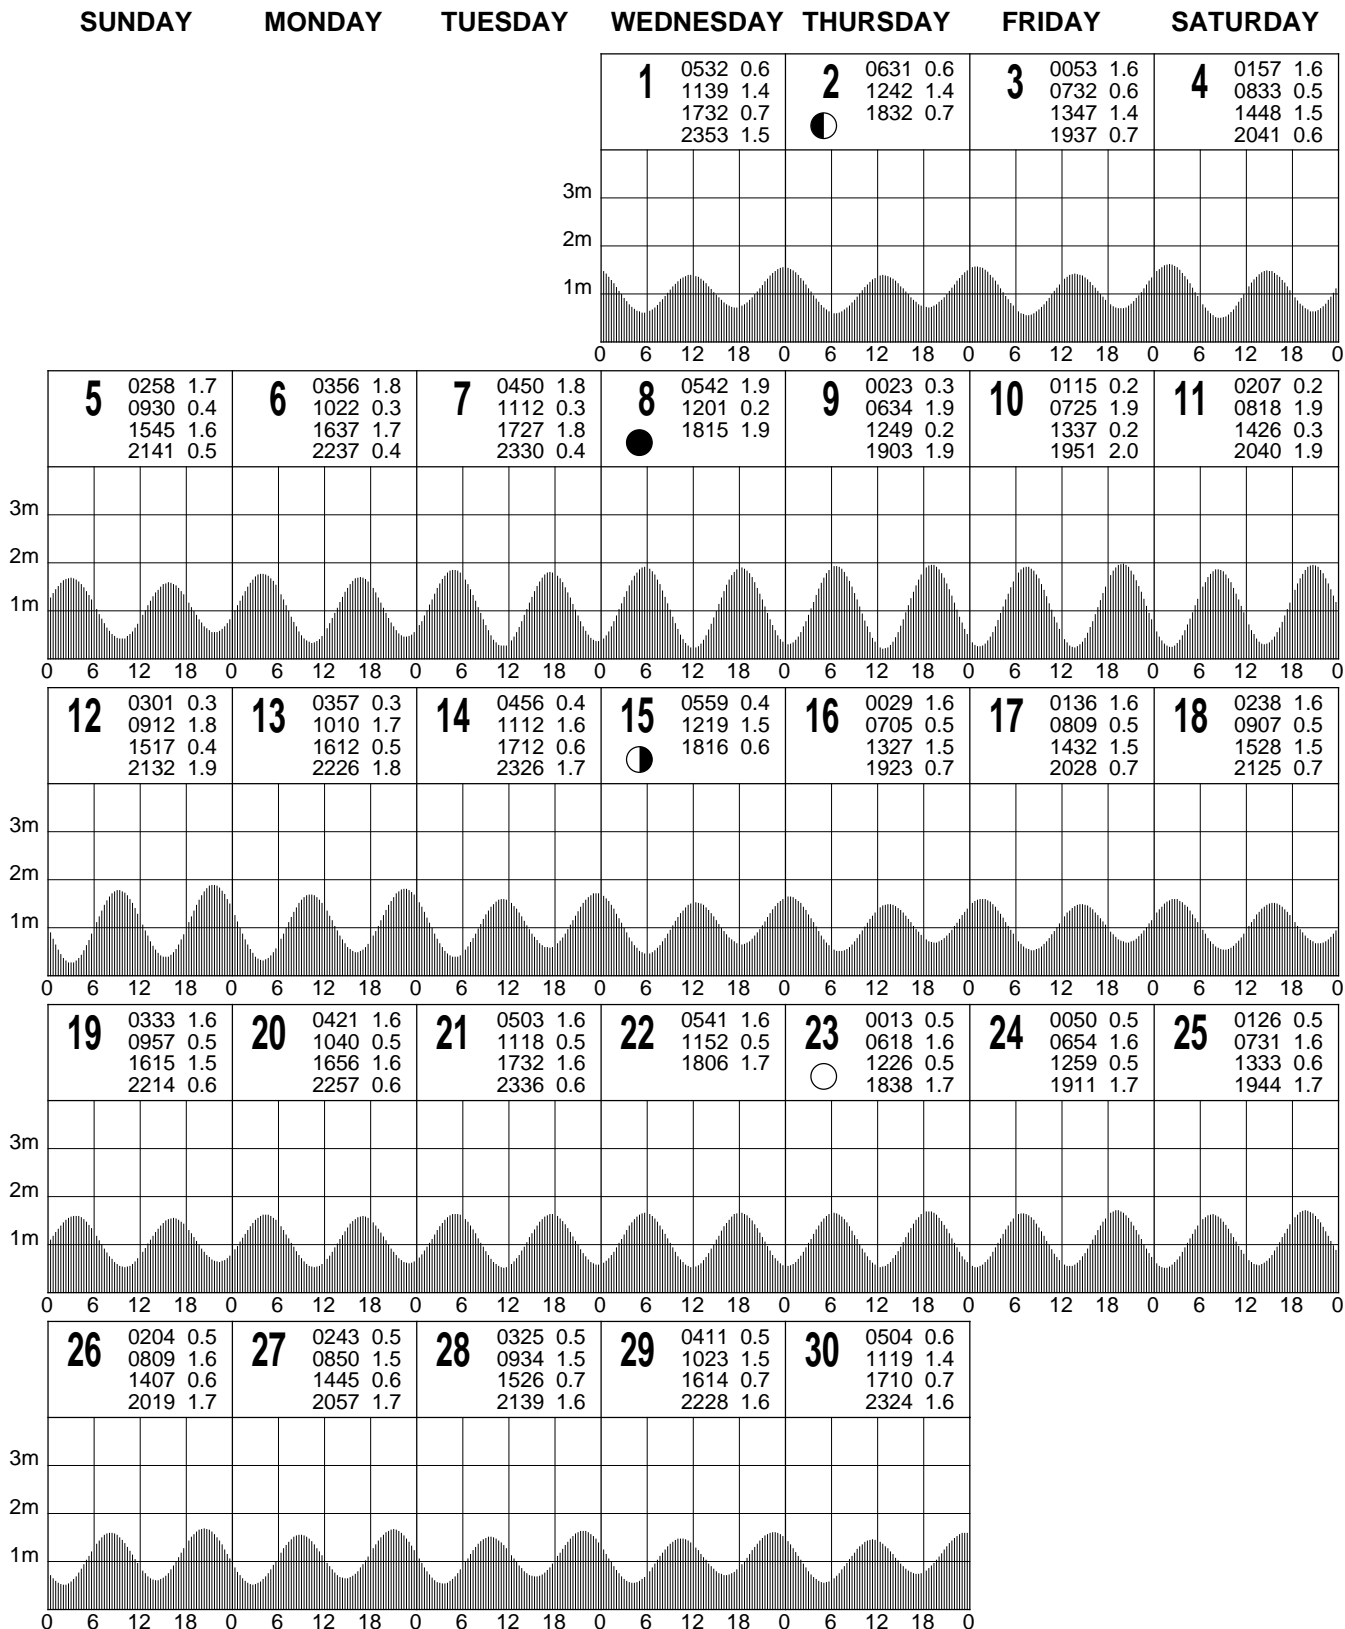 SUNDAY MONDAY TUESDAY WEDNESDAY THURSDAY FRIDAY SATURDAY
1 0532 0.6
1139 1.4
1732 0.7
2353 1.5
2 0631 0.6
1242 1.4
1832 0.7
3 0053 1.6
0732 0.6
1347 1.4
1937 0.7
4 0157 1.6
0833 0.5
1448 1.5
2041 0.6
3m
2m
1m
0 6 12 18 0 6 12 18 0 6 12 18 0 6 12 18 0
5 0258 1.7
0930 0.4
1545 1.6
2141 0.5
6 0356 1.8
1022 0.3
1637 1.7
2237 0.4
7 0450 1.8
1112 0.3
1727 1.8
2330 0.4
8 0542 1.9
1201 0.2
1815 1.9
9 0023 0.3
0634 1.9
1249 0.2
1903 1.9
10 0115 0.2
0725 1.9
1337 0.2
1951 2.0
11 0207 0.2
0818 1.9
1426 0.3
2040 1.9
3m
2m
1m
0 6 12 18 0 6 12 18 0 6 12 18 0 6 12 18 0 6 12 18 0 6 12 18 0 6 12 18 0
12 0301 0.3
0912 1.8
1517 0.4
2132 1.9
13 0357 0.3
1010 1.7
1612 0.5
2226 1.8
14 0456 0.4
1112 1.6
1712 0.6
2326 1.7
15 0559 0.4
1219 1.5
1816 0.6
16 0029 1.6
0705 0.5
1327 1.5
1923 0.7
17 0136 1.6
0809 0.5
1432 1.5
2028 0.7
18 0238 1.6
0907 0.5
1528 1.5
2125 0.7
3m
2m
1m
0 6 12 18 0 6 12 18 0 6 12 18 0 6 12 18 0 6 12 18 0 6 12 18 0 6 12 18 0
19 0333 1.6
0957 0.5
1615 1.5
2214 0.6
20 0421 1.6
1040 0.5
1656 1.6
2257 0.6
21 0503 1.6
1118 0.5
1732 1.6
2336 0.6
22 0541 1.6
1152 0.5
1806 1.7
23 0013 0.5
0618 1.6
1226 0.5
1838 1.7
24 0050 0.5
0654 1.6
1259 0.5
1911 1.7
25 0126 0.5
0731 1.6
1333 0.6
1944 1.7
3m
2m
1m
0 6 12 18 0 6 12 18 0 6 12 18 0 6 12 18 0 6 12 18 0 6 12 18 0 6 12 18 0
26 0204 0.5
0809 1.6
1407 0.6
2019 1.7
27 0243 0.5
0850 1.5
1445 0.6
2057 1.7
28 0325 0.5
0934 1.5
1526 0.7
2139 1.6
29 0411 0.5
1023 1.5
1614 0.7
2228 1.6
30 0504 0.6
1119 1.4
1710 0.7
2324 1.6
3m
2m
1m
0 6 12 18 0 6 12 18 0 6 12 18 0 6 12 18 0 6 12 18 0